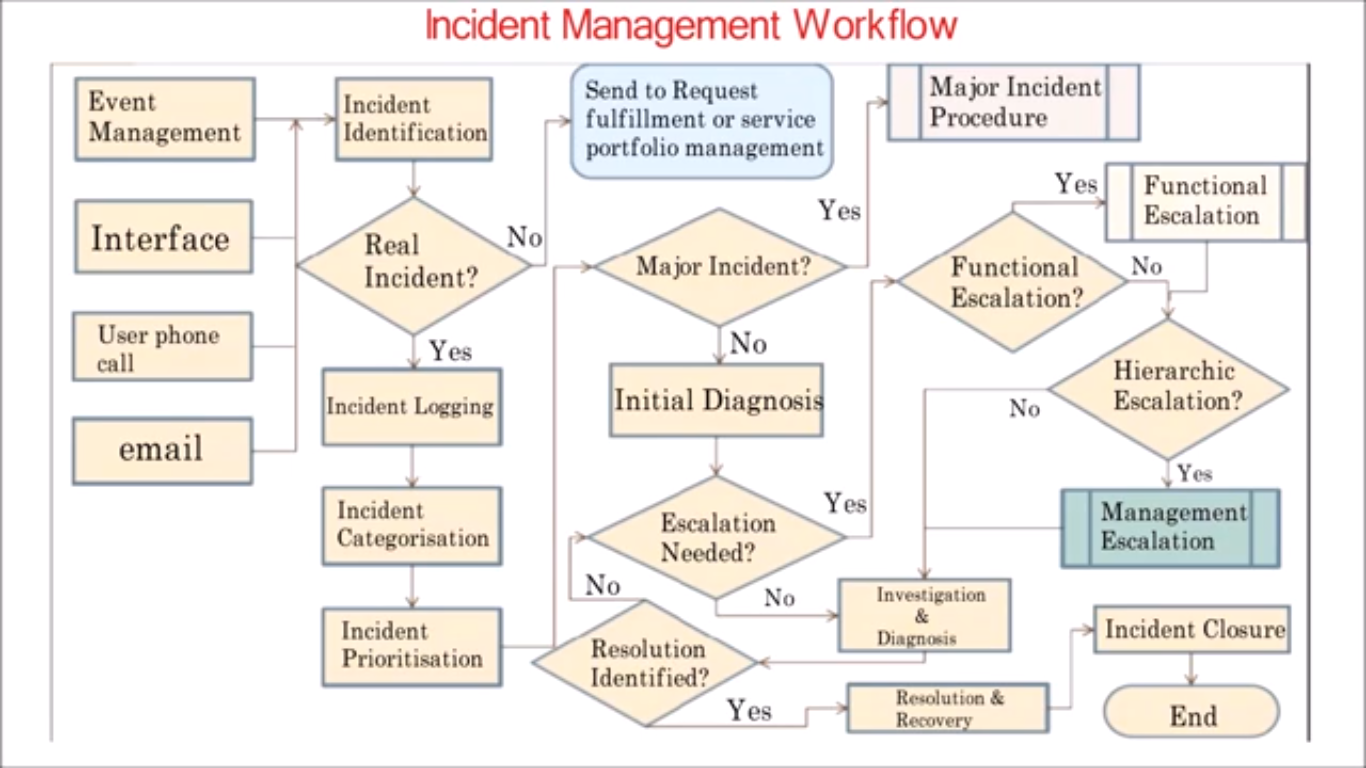 Incident Management Workflow
Event
Management
Interface
User phone
call
email
Incident
Identification
Real
Incident?
No
Yes
Incident Logging
Incident
Categorisation
Incident
Prioritisation
Send to Request
fulfillment or service
portfolio management
Major Incident?
Yes
No
Major Incident
Procedure
Initial Diagnosis
Escalation
Needed?
Yes
No
Functional
Escalation?
Yes
No
Functional
Escalation
Hierarchic
Escalation?
No
Yes
Management
Escalation
Investigation
&
Diagnosis
Resolution
Identified?
No
Yes
Resolution &
Recovery
Incident Closure
End